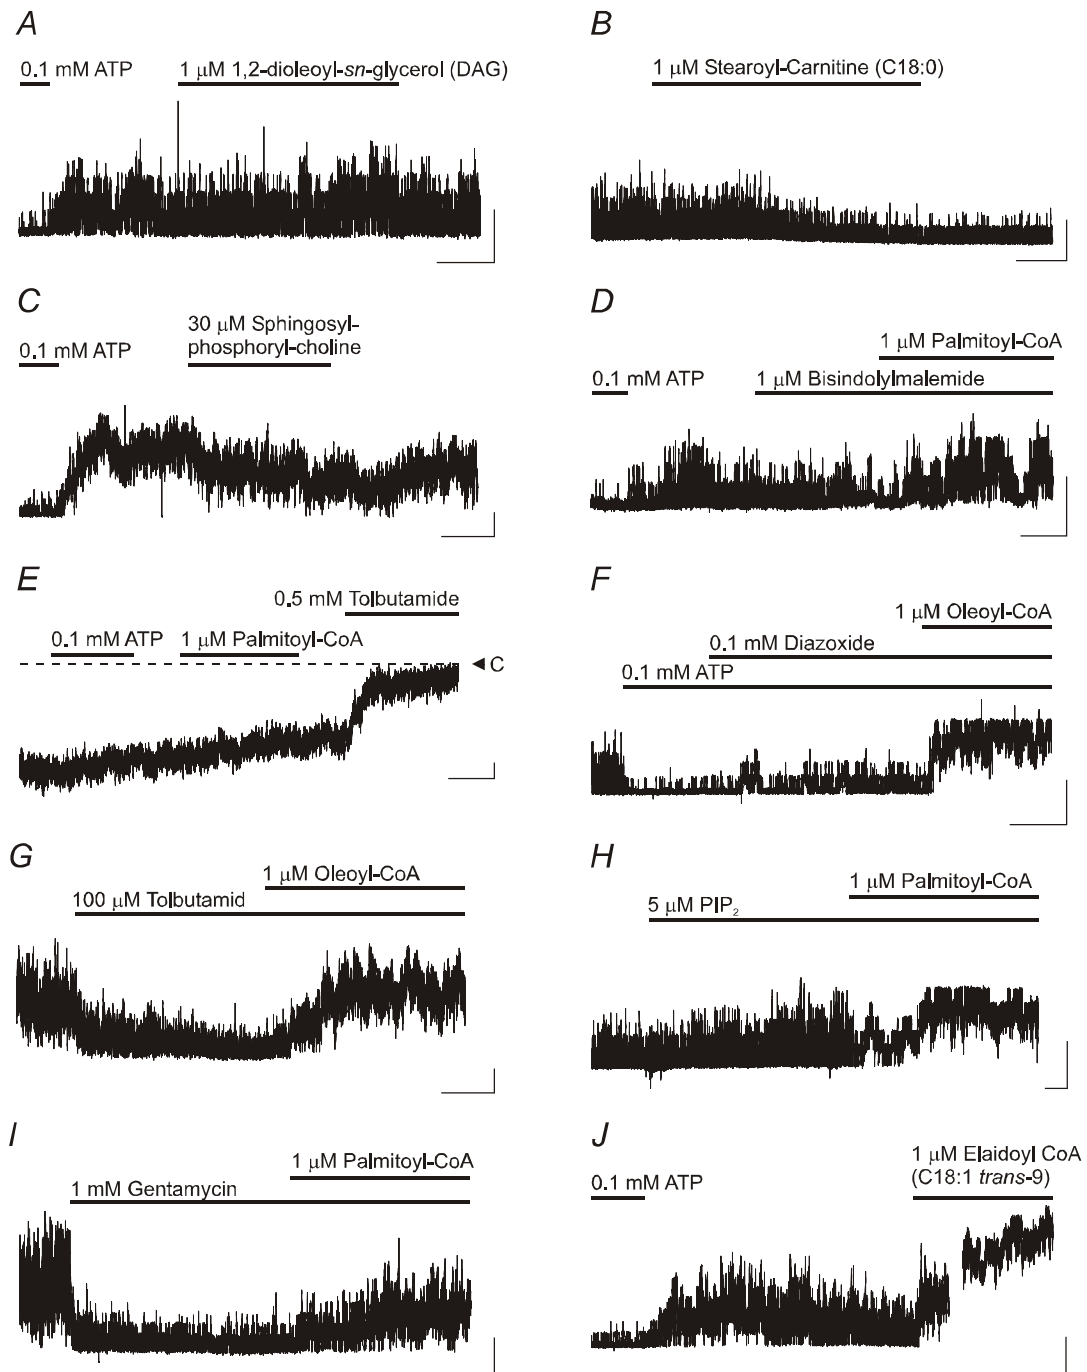 A
0.1 mM ATP
1 μM 1,2-dioleoyl-sn-glycerol (DAG)
B
1 μM Stearoyl-Carnitine (C18:0)
C
0.1 mM ATP
30 μM Sphingosyl-
phosphoryl-choline
D
1 μM Palmitoyl-CoA
0.1 mM ATP
1 μM Bisindolylmalemide
E
0.5 mM Tolbutamide
0.1 mM ATP
1 μM Palmitoyl-CoA
C
F
1 μM Oleoyl-CoA
0.1 mM Diazoxide
0.1 mM ATP
G
1 μM Oleoyl-CoA
100 μM Tolbutamid
H
1 μM Palmitoyl-CoA
5 μM PIP₂
I
1 μM Palmitoyl-CoA
1 mM Gentamycin
J
0.1 mM ATP
1 μM Elaidoyl CoA
(C18:1 trans-9)